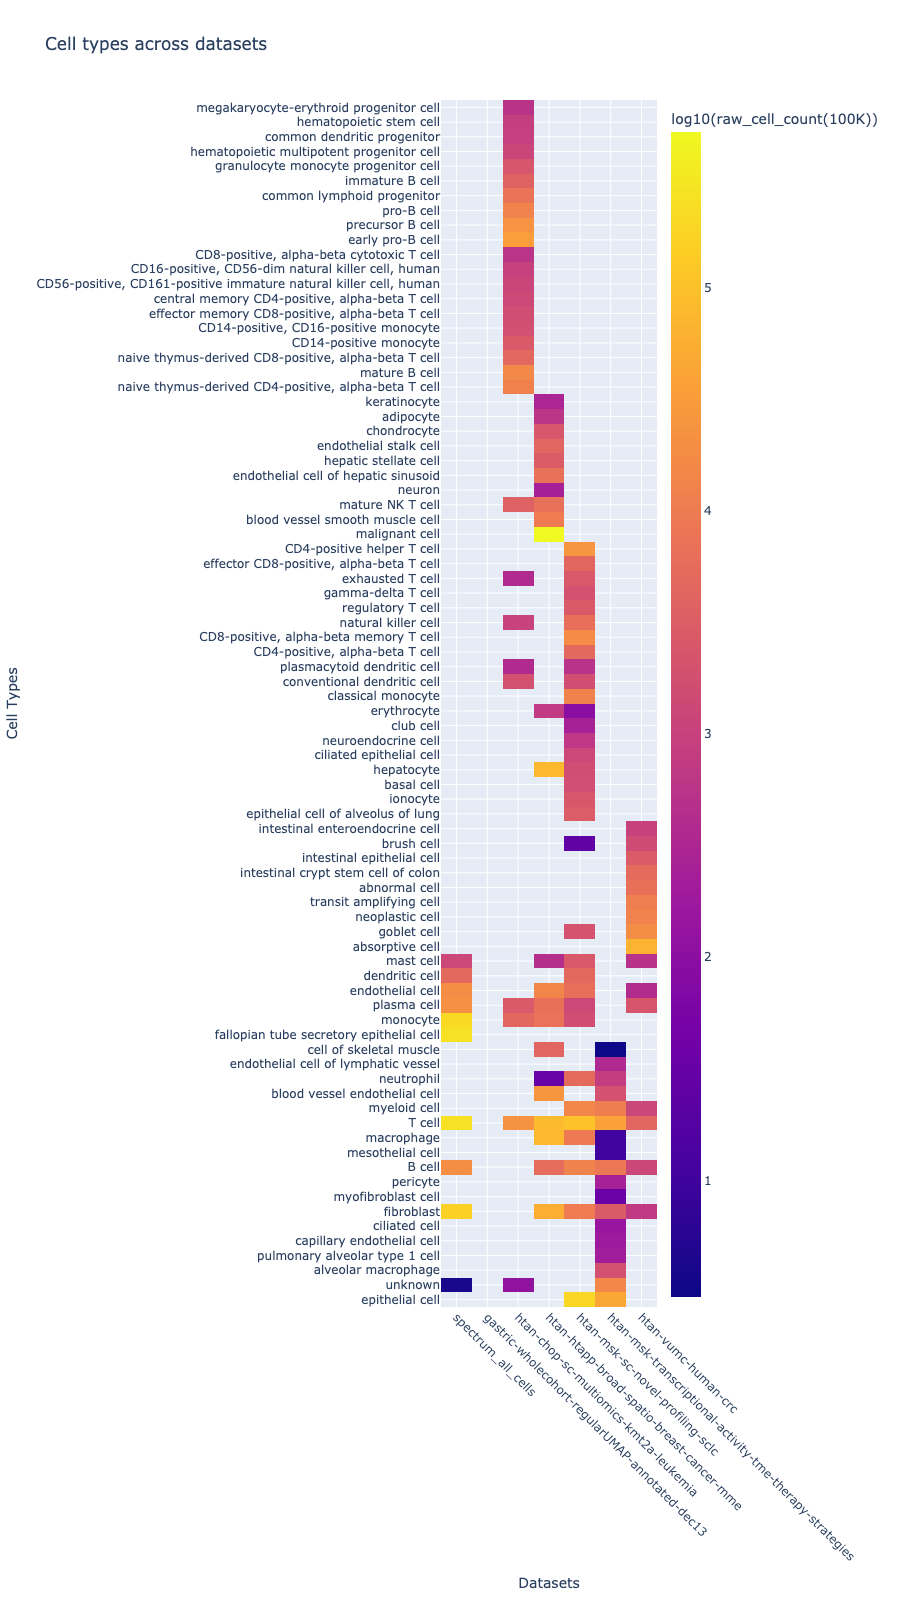 Cell types across datasets
log10(raw_cell_count(100K))
megakaryocyte-erythroid progenitor cell
hematopoietic stem cell
common dendritic progenitor
hematopoietic multipotent progenitor cell
granulocyte monocyte progenitor cell
immature B cell
common lymphoid progenitor
pro-B cell
precursor B cell
early pro-B cell
CD8-positive, alpha-beta cytotoxic T cell
CD16-positive, CD56-dim natural killer cell, human
CD56-positive, CD161-positive immature natural killer cell, human
central memory CD4-positive, alpha-beta T cell
effector memory CD8-positive, alpha-beta T cell
CD14-positive, CD16-positive monocyte
CD14-positive monocyte
naive thymus-derived CD8-positive, alpha-beta T cell
mature B cell
naive thymus-derived CD4-positive, alpha-beta T cell
keratinocyte
adipocyte
chondrocyte
endothelial stalk cell
hepatic stellate cell
endothelial cell of hepatic sinusoid
neuron
mature NK T cell
blood vessel smooth muscle cell
malignant cell
CD4-positive helper T cell
effector CD8-positive, alpha-beta T cell
exhausted T cell
gamma-delta T cell
regulatory T cell
natural killer cell
CD8-positive, alpha-beta memory T cell
CD4-positive, alpha-beta T cell
plasmacytoid dendritic cell
conventional dendritic cell
classical monocyte
erythrocyte
club cell
neuroendocrine cell
ciliated epithelial cell
hepatocyte
basal cell
ionocyte
epithelial cell of alveolus of lung
intestinal enteroendocrine cell
brush cell
intestinal epithelial cell
intestinal crypt stem cell of colon
abnormal cell
transit amplifying cell
neoplastic cell
goblet cell
absorptive cell
mast cell
dendritic cell
endothelial cell
plasma cell
monocyte
fallopian tube secretory epithelial cell
cell of skeletal muscle
endothelial cell of lymphatic vessel
neutrophil
blood vessel endothelial cell
myeloid cell
T cell
macrophage
mesothelial cell
B cell
pericyte
myofibroblast cell
fibroblast
ciliated cell
capillary endothelial cell
pulmonary alveolar type 1 cell
alveolar macrophage
unknown
epithelial cell
Cell Types
5
4
3
2
1
spectrum_all_cells
gastric-wholecohort-regularUMAP-annotated-dec13
htan-chop-sc-multiomics-kmt2a-leukemia
htan-htapp-broad-spatio-breast-cancer-mme
htan-msk-sc-novel-profiling-sclc
htan-msk-transcriptional-activity-tme-therapy-strategies
htan-vumc-human-crc
Datasets